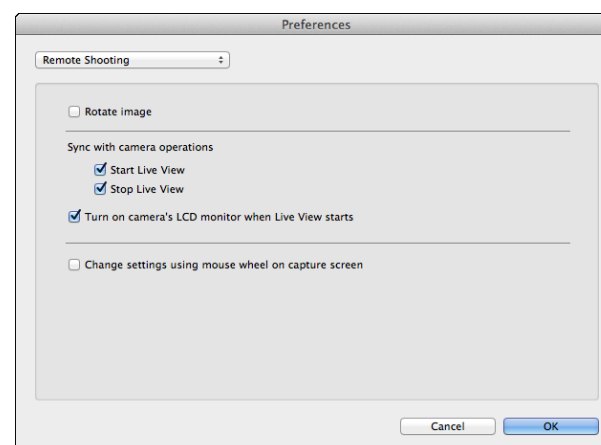 Preferences
Remote Shooting
Rotate image
Sync with camera operations
Start Live View
Stop Live View
Turn on camera's LCD monitor when Live View starts
Change settings using mouse wheel on capture screen
Cancel OK